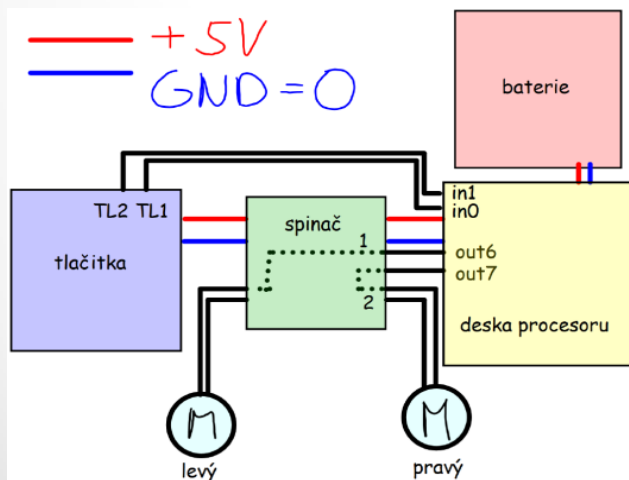 +5V
GND=0
baterie
TL2 TL1
tlačitka
spinač
1
2
in1
in0
out6
out7
deska procesoru
M
levý
M
pravý